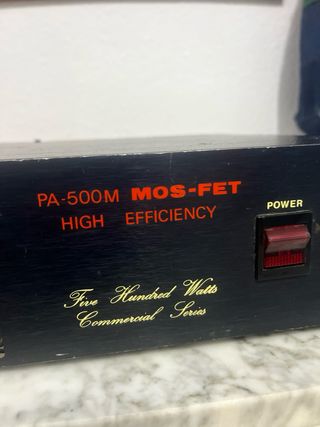 PA-500M MOS-FET
HIGH EFFICIENCY
POWER
Five Hundred Watts
Commercial Series